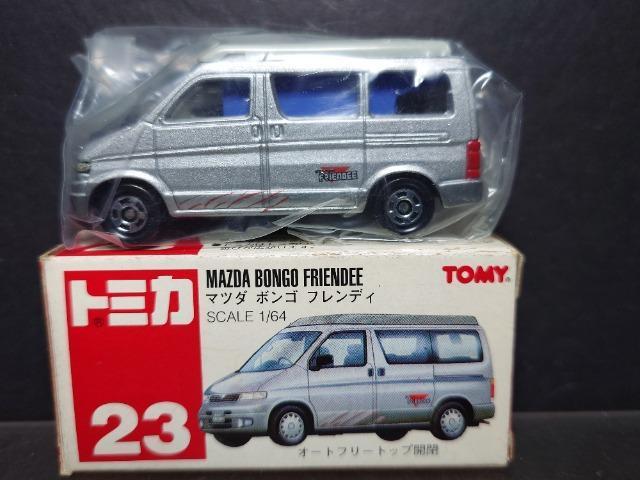 FRIENDEE
トミカ®
MAZDA BONGO FRIENDEE
マツダ ボンゴ フレンディ
SCALE 1/64
TOMY®
23
オートフリートップ開閉